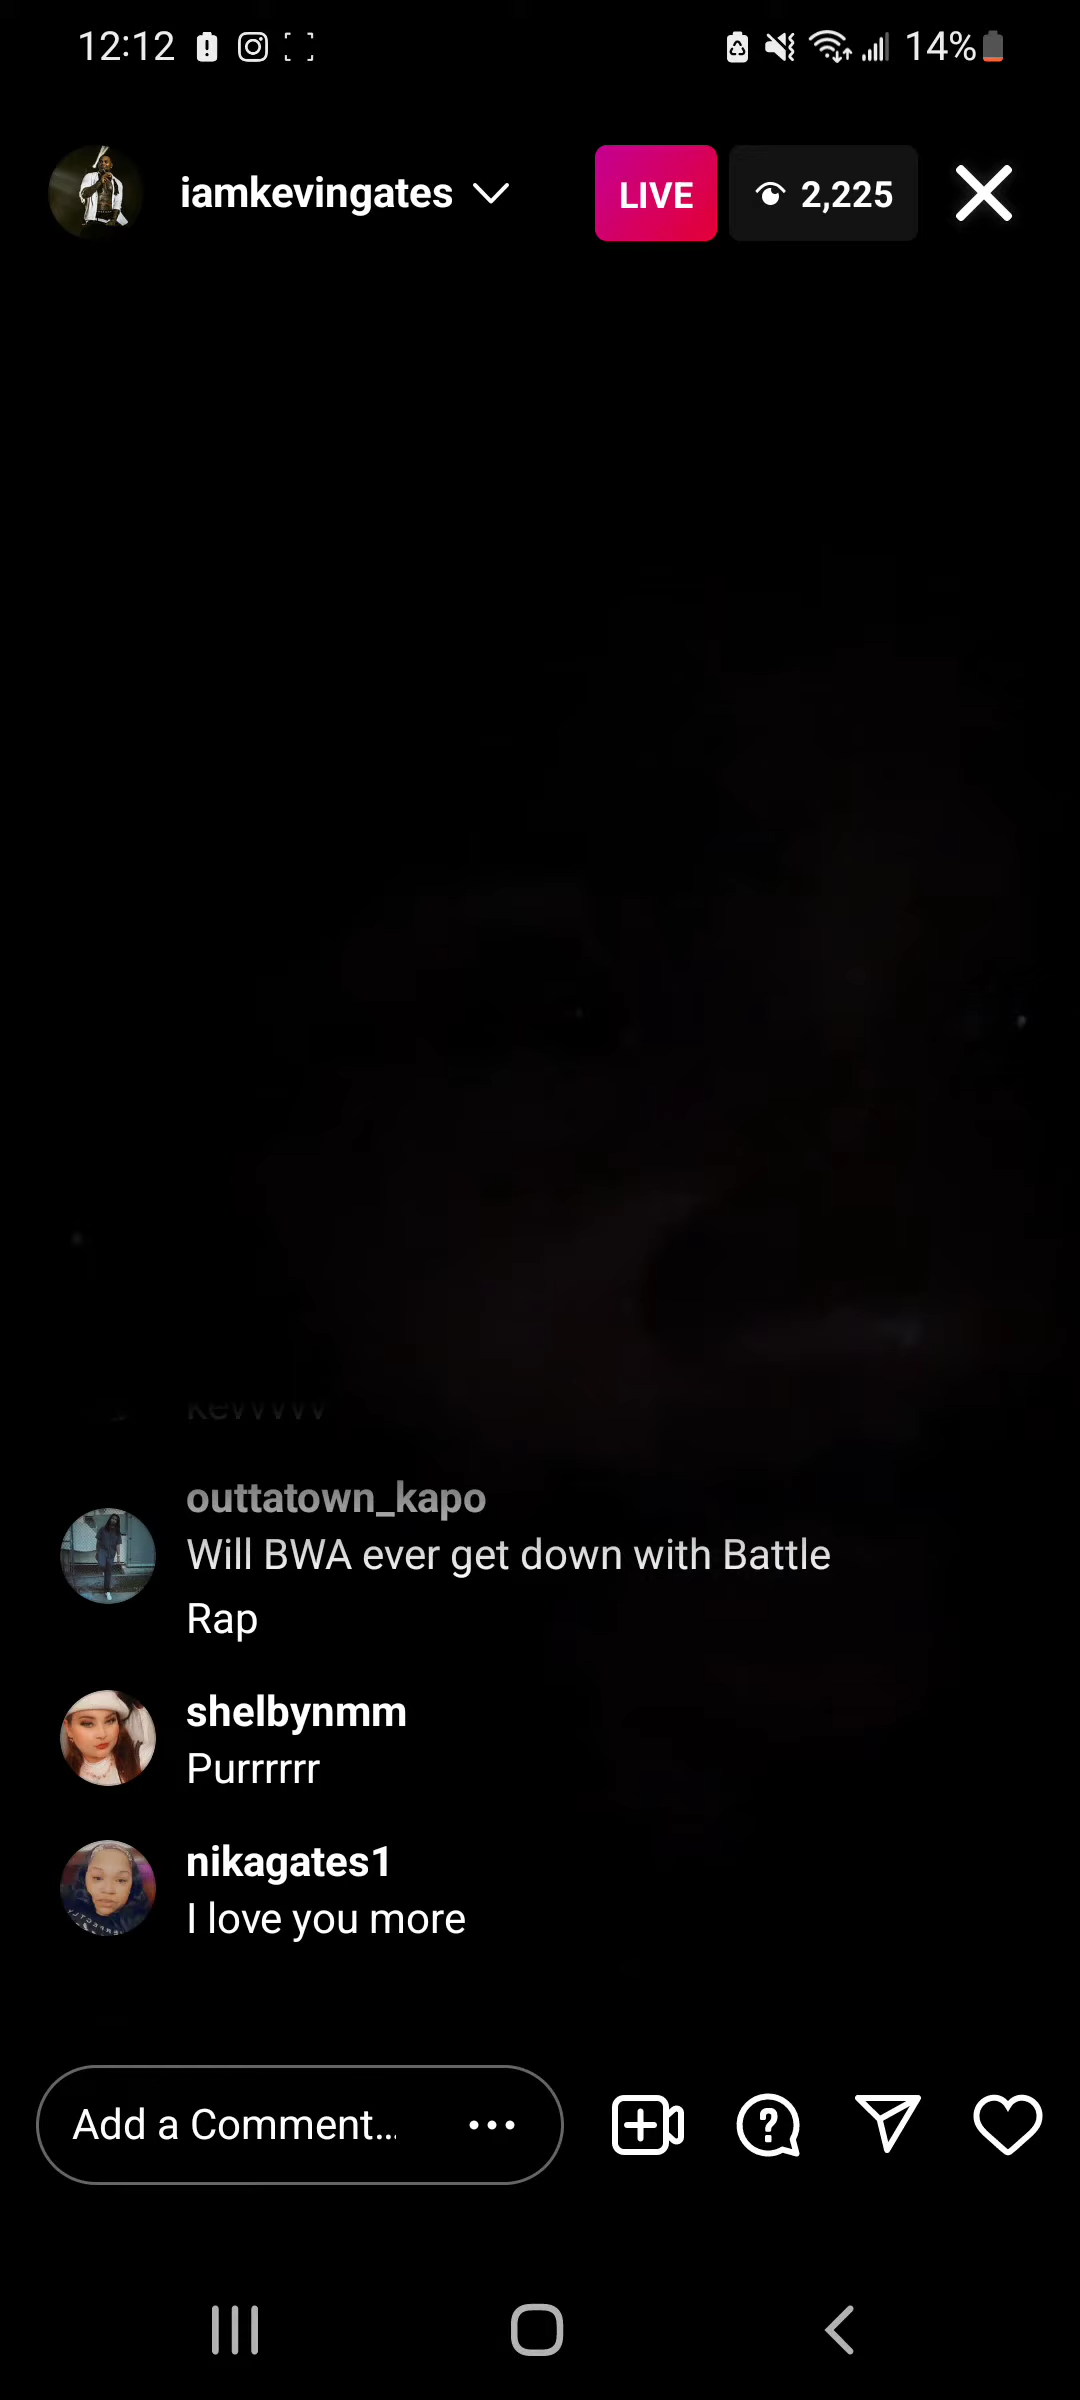 12:12
14%
iamkevingates
LIVE
2,225
kevvvvv
outtatown_kapo
Will BWA ever get down with Battle
Rap
shelbynmm
Purrrrrr
nikagates1
I love you more
Add a Comment...